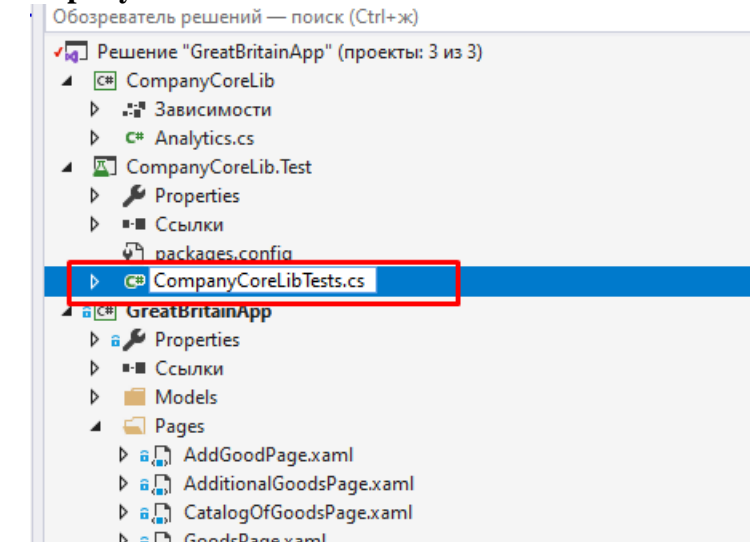 Обозреватель решений — поиск (Ctrl+ж)
Решение "GreatBritainApp" (проекты: 3 из 3)
C# CompanyCoreLib
Зависимости
C# Analytics.cs
CompanyCoreLib.Test
Properties
Ссылки
packages.config
C# CompanyCoreLibTests.cs
C# GreatBritainApp
Properties
Ссылки
Models
Pages
AddGoodPage.xaml
AdditionalGoodsPage.xaml
CatalogOfGoodsPage.xaml
GoodsPage.xaml